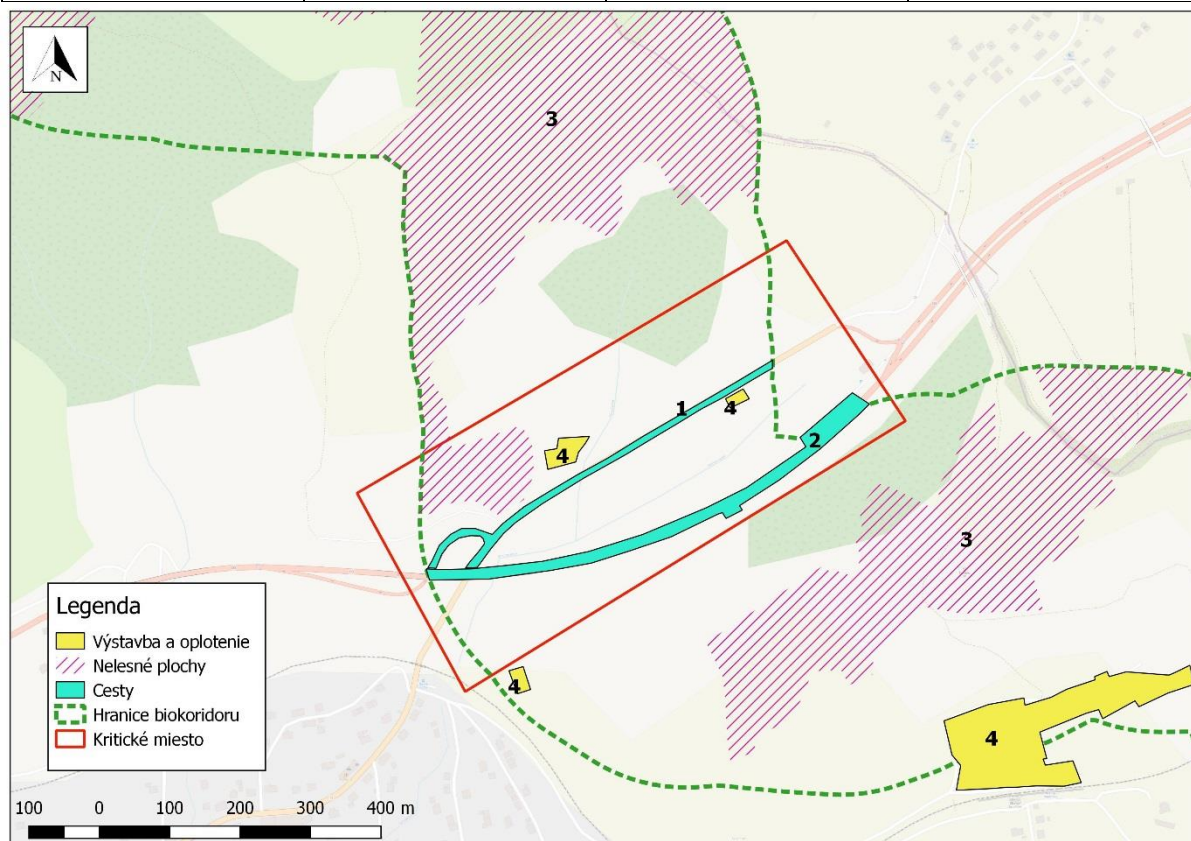 N
3
1
4
4
2
3
4
4
Legenda
Výstavba a oplotenie
Nelesné plochy
Cesty
Hranice biokoridoru
Kritické miesto
100 0 100 200 300 400 m